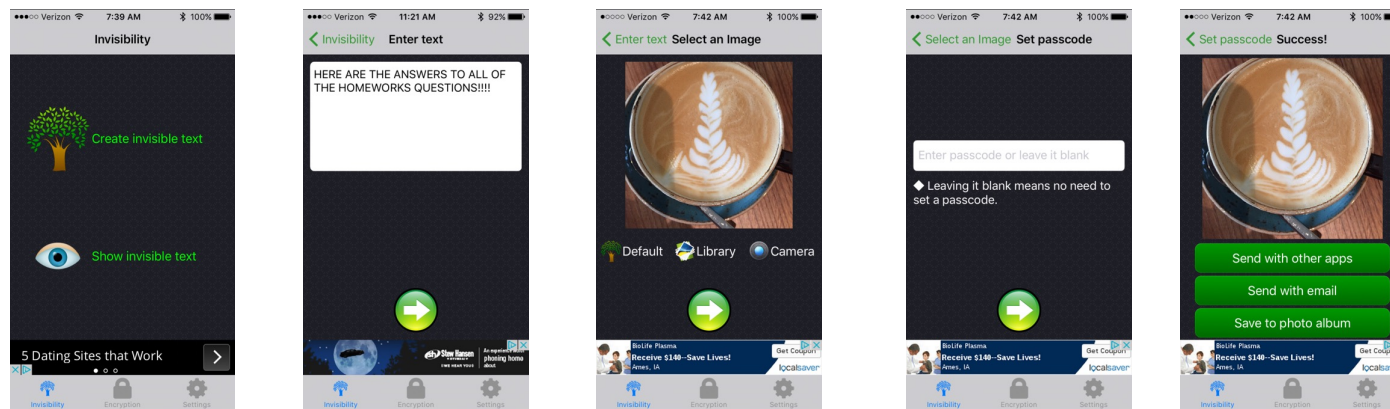 Verizon 7:39 AM 100%
Invisibility
Create invisible text
Show invisible text
5 Dating Sites that Work
Invisibility Encryption Settings
Verizon 11:21 AM 92%
Invisibility Enter text
HERE ARE THE ANSWERS TO ALL OF
THE HOMEWORKS QUESTIONS!!!!
Stew Hansen
phoning home
Invisibility Encryption Settings
Verizon 7:42 AM 100%
Enter text Select an Image
Default Library Camera
BioLife Plasma
Receive $140--Save Lives!
Ames, IA
Get Coupon
localsaver
Invisibility Encryption Settings
Verizon 7:42 AM 100%
Select an Image Set passcode
Enter passcode or leave it blank
Leaving it blank means no need to
set a passcode.
BioLife Plasma
Receive $140--Save Lives!
Ames, IA
Get Coupon
localsaver
Invisibility Encryption Settings
Verizon 7:42 AM 100%
Set passcode Success!
Send with other apps
Send with email
Save to photo album
BioLife Plasma
Receive $140--Save Lives!
Ames, IA
Invisibility Encryption Settings